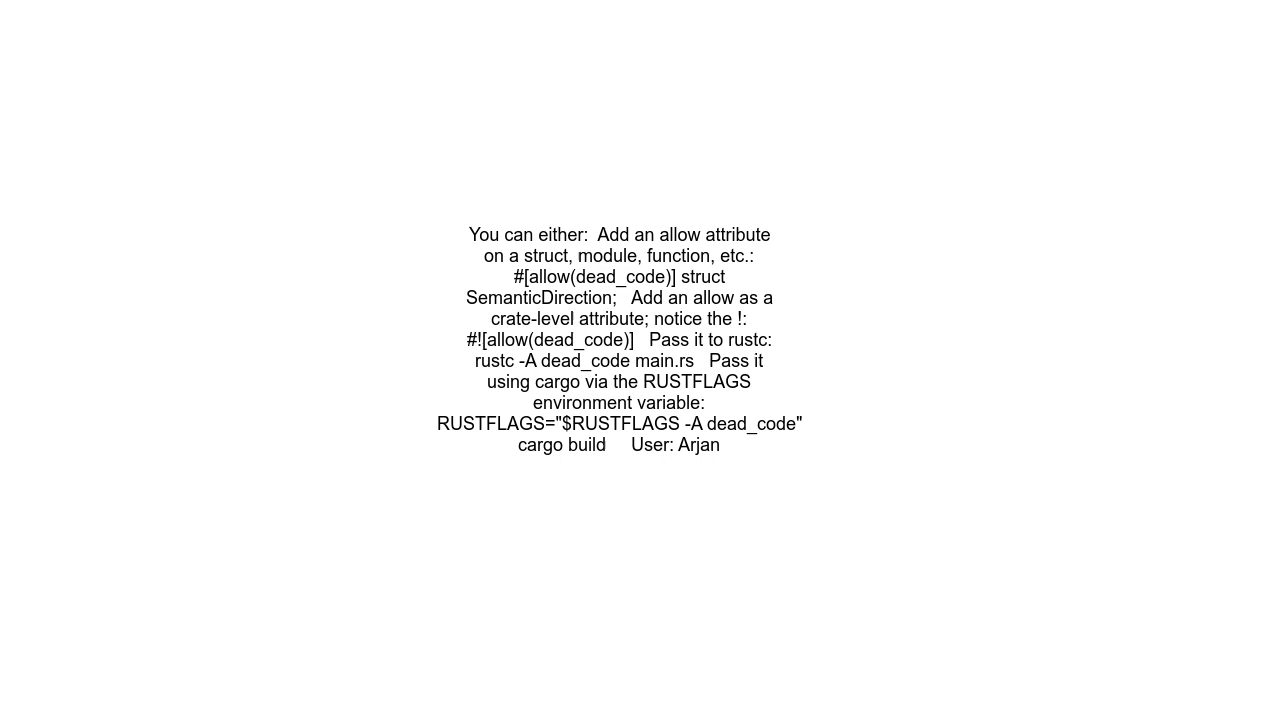 You can either:  Add an allow attribute
on a struct, module, function, etc.:
#[allow(dead_code)] struct
SemanticDirection;   Add an allow as a
crate-level attribute; notice the !:
#![allow(dead_code)]   Pass it to rustc:
rustc -A dead_code main.rs   Pass it
using cargo via the RUSTFLAGS
environment variable:
RUSTFLAGS="$RUSTFLAGS -A dead_code"
cargo build     User: Arjan